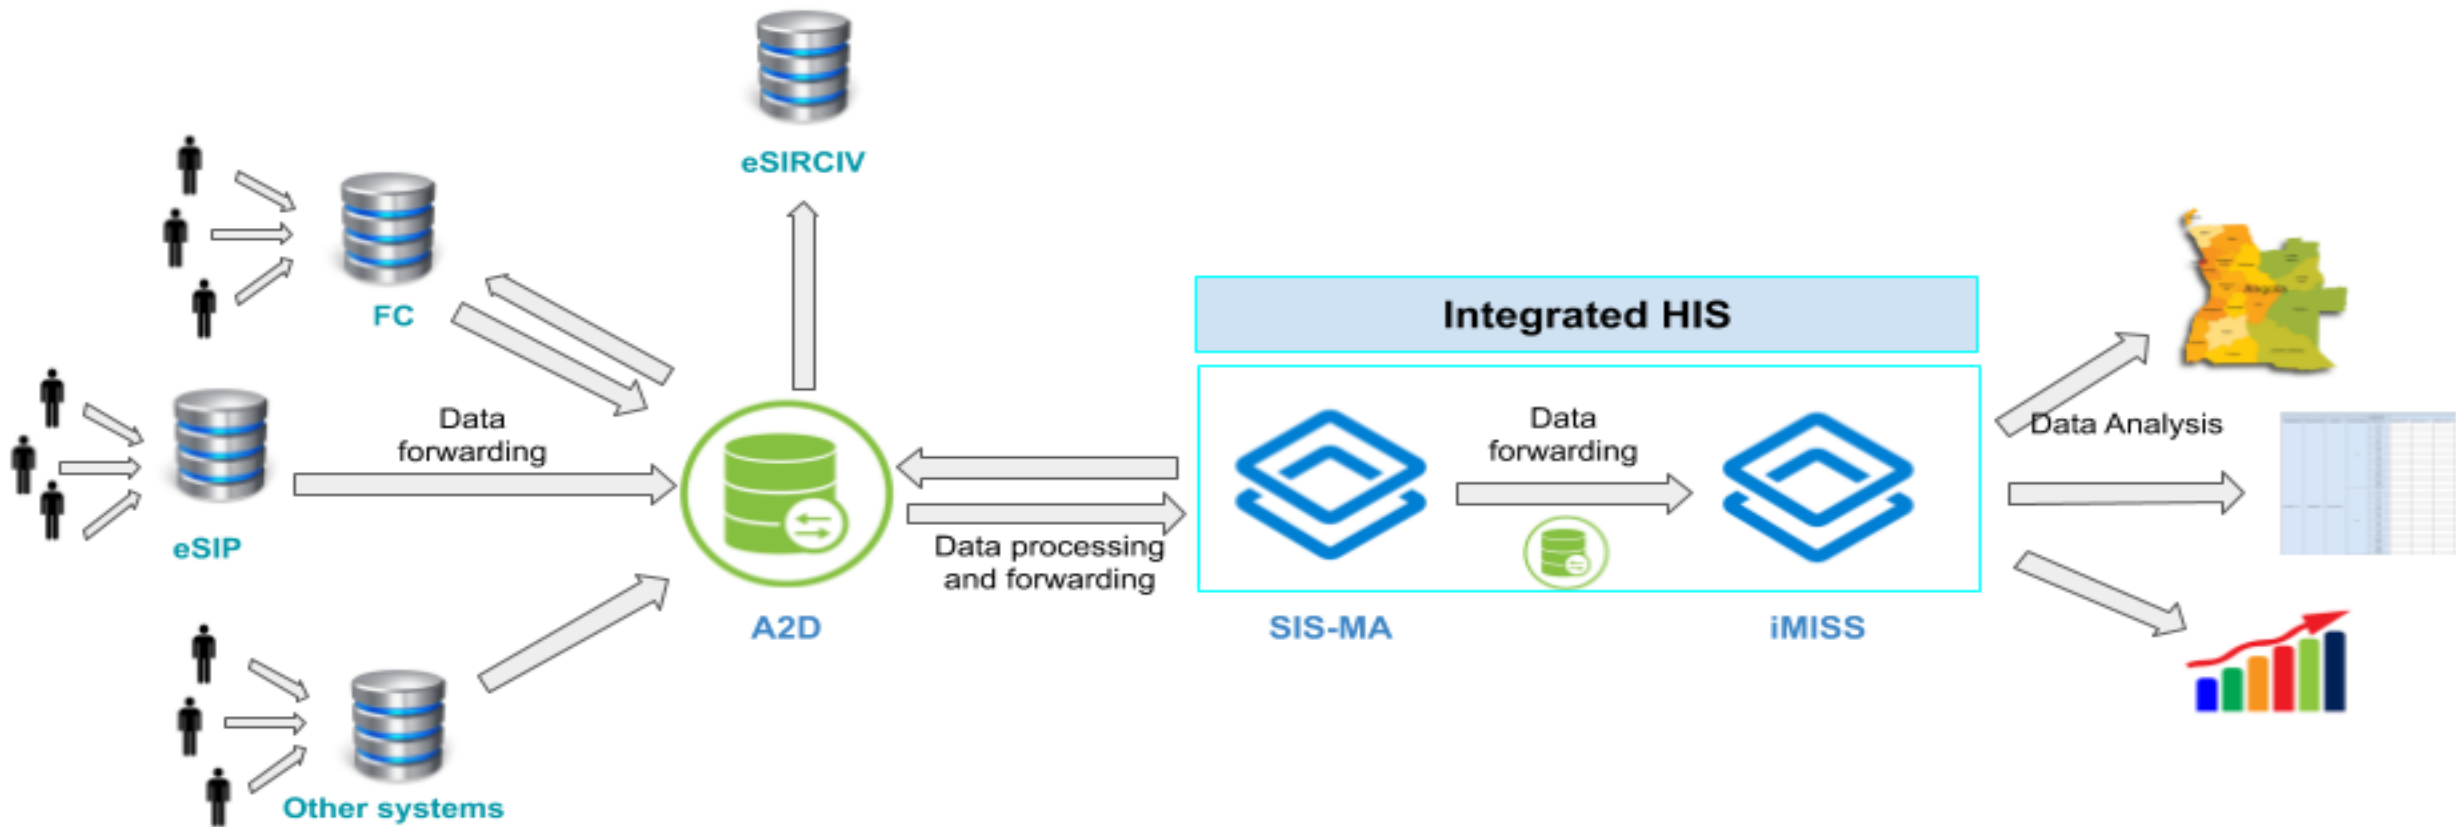 eSIRCIV
FC
Integrated HIS
Data
forwarding
Data
forwarding
Data Analysis
eSIP
Data processing
and forwarding
A2D
SIS-MA
iMISS
Other systems